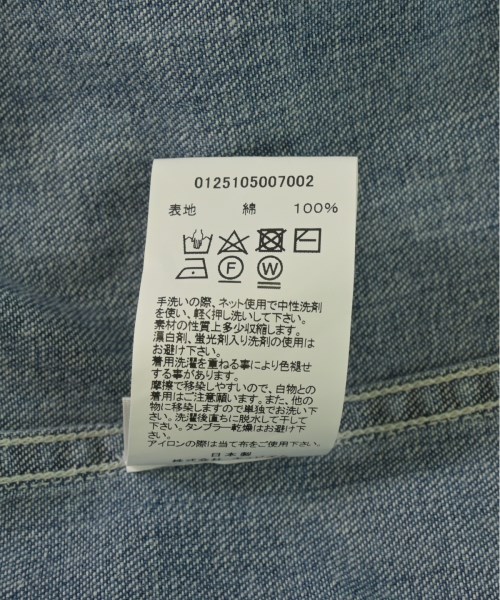 0125105007002
表地 綿 100%
F W
手洗いの際、ネット使用で中性洗剤
を使い、軽く押し洗いして下さい。
素材の性質上多少収縮します。
漂白剤、蛍光剤入り洗剤の使用は
お避け下さい。
着用洗濯を重ねる事により色褪せ
する事があります。
摩擦で移染しやすいので、白物との
着用はご注意願います。また、他の
物に移染しますので単独でお洗い下
さい。洗濯後直ちに脱水して干して
下さい。タンブラー乾燥はお避け下
さい。
アイロンの際は当て布をご使用下さい。
日本製
株式会社